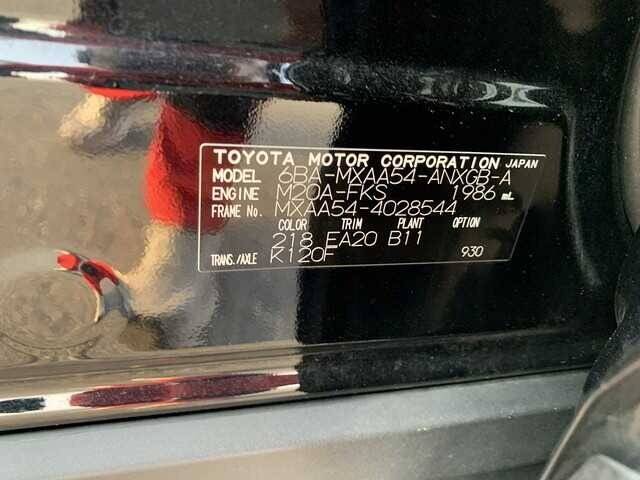 TOYOTA MOTOR CORPORATION JAPAN
MODEL 6BA-MXAA54-ANXGB-A
ENGINE M20A-FKS 1986 mL
FRAME No. MXAA54-4028544
COLOR TRIM PLANT OPTION
218 EA20 B11
TRANS./AXLE K120F 930